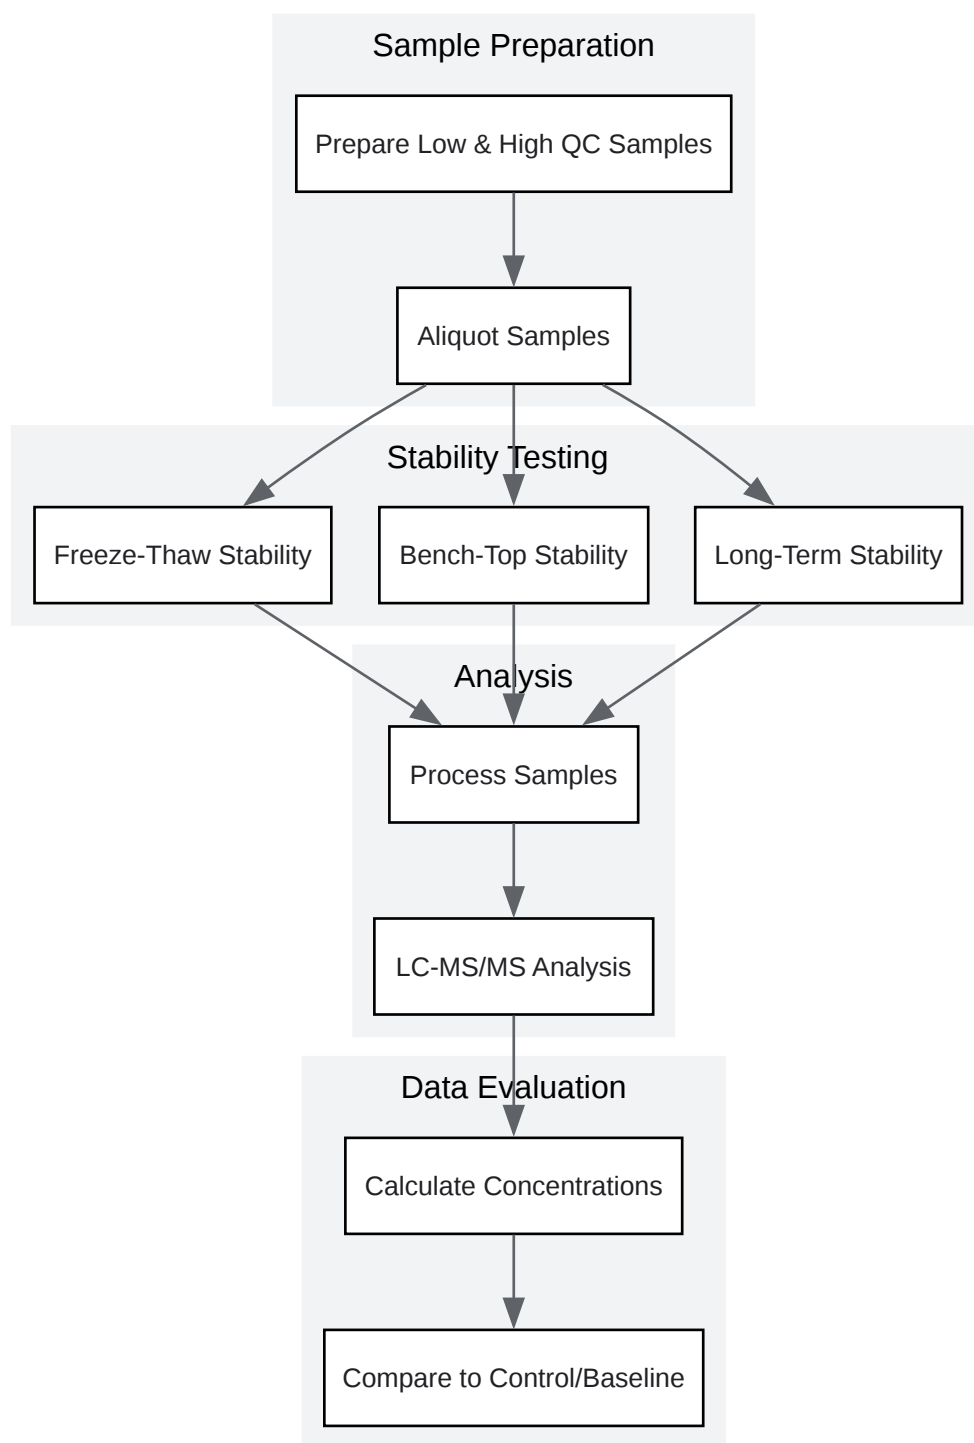 Sample Preparation
Prepare Low & High QC Samples
Aliquot Samples
Stability Testing
Freeze-Thaw Stability
Bench-Top Stability
Long-Term Stability
Analysis
Process Samples
LC-MS/MS Analysis
Data Evaluation
Calculate Concentrations
Compare to Control/Baseline